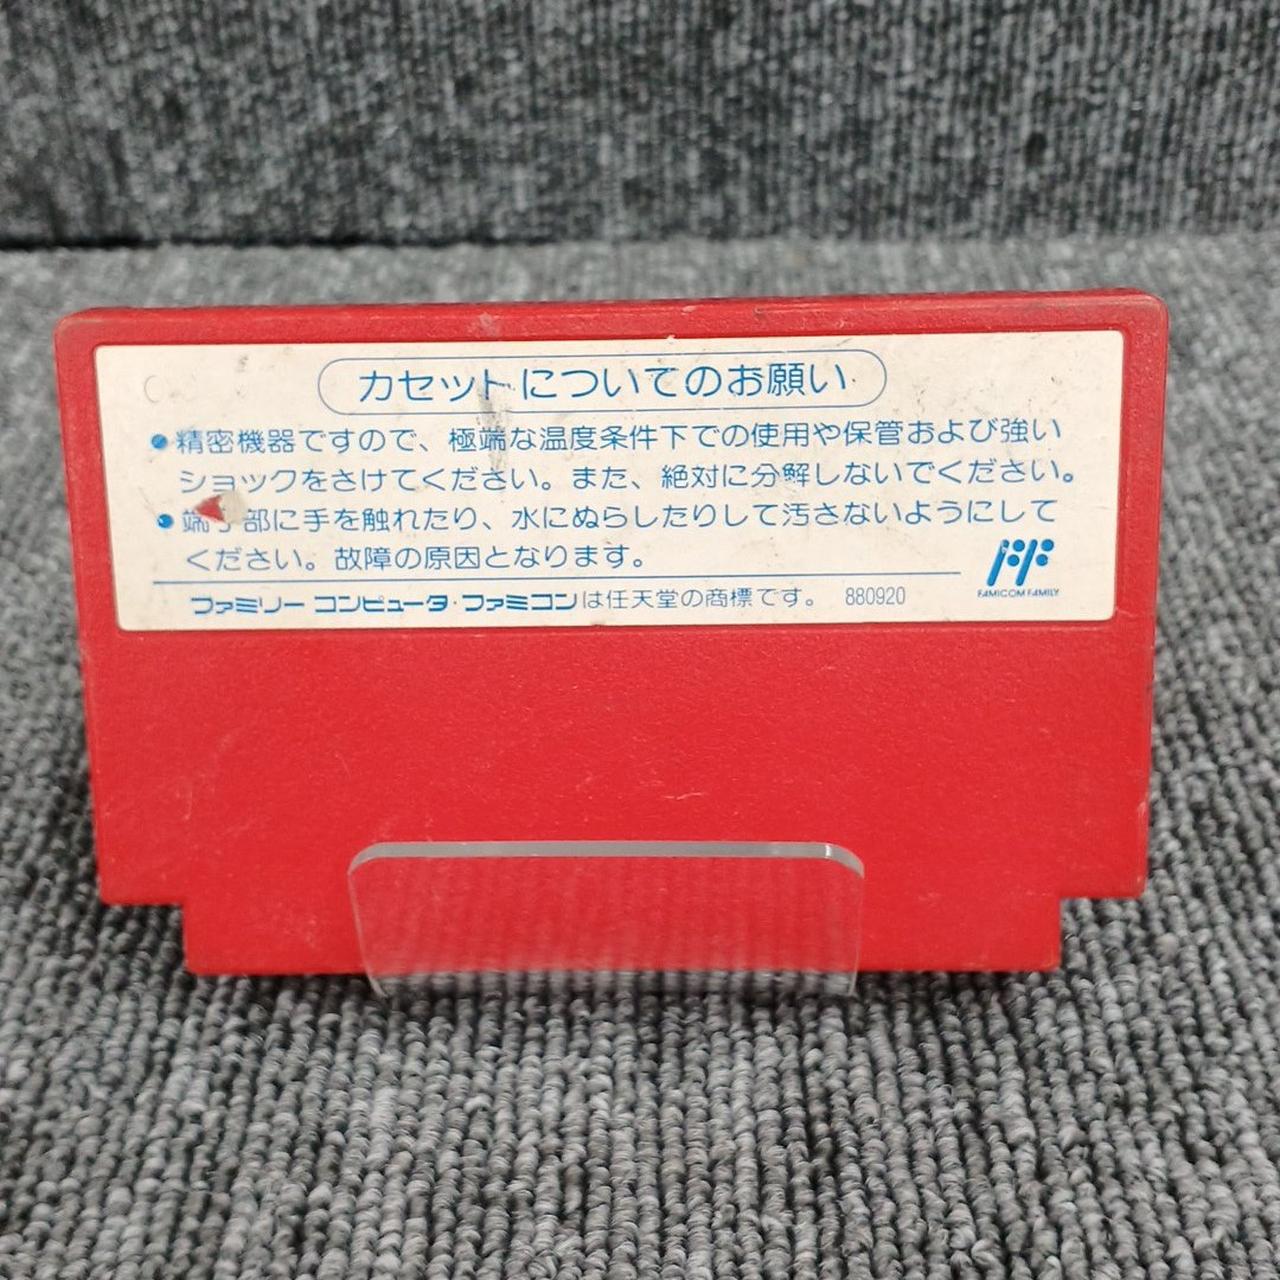 カセットについてのお願い
●精密機器ですので、極端な温度条件下での使用や保管および強い
ショックをさけてください。また、絶対に分解しないでください。
●端子部に手を触れたり、水にぬらしたりして汚さないようにして
ください。故障の原因となります。
FAMICOM FAMILY
ファミリー コンピュータ・ファミコンは任天堂の商標です。 880920